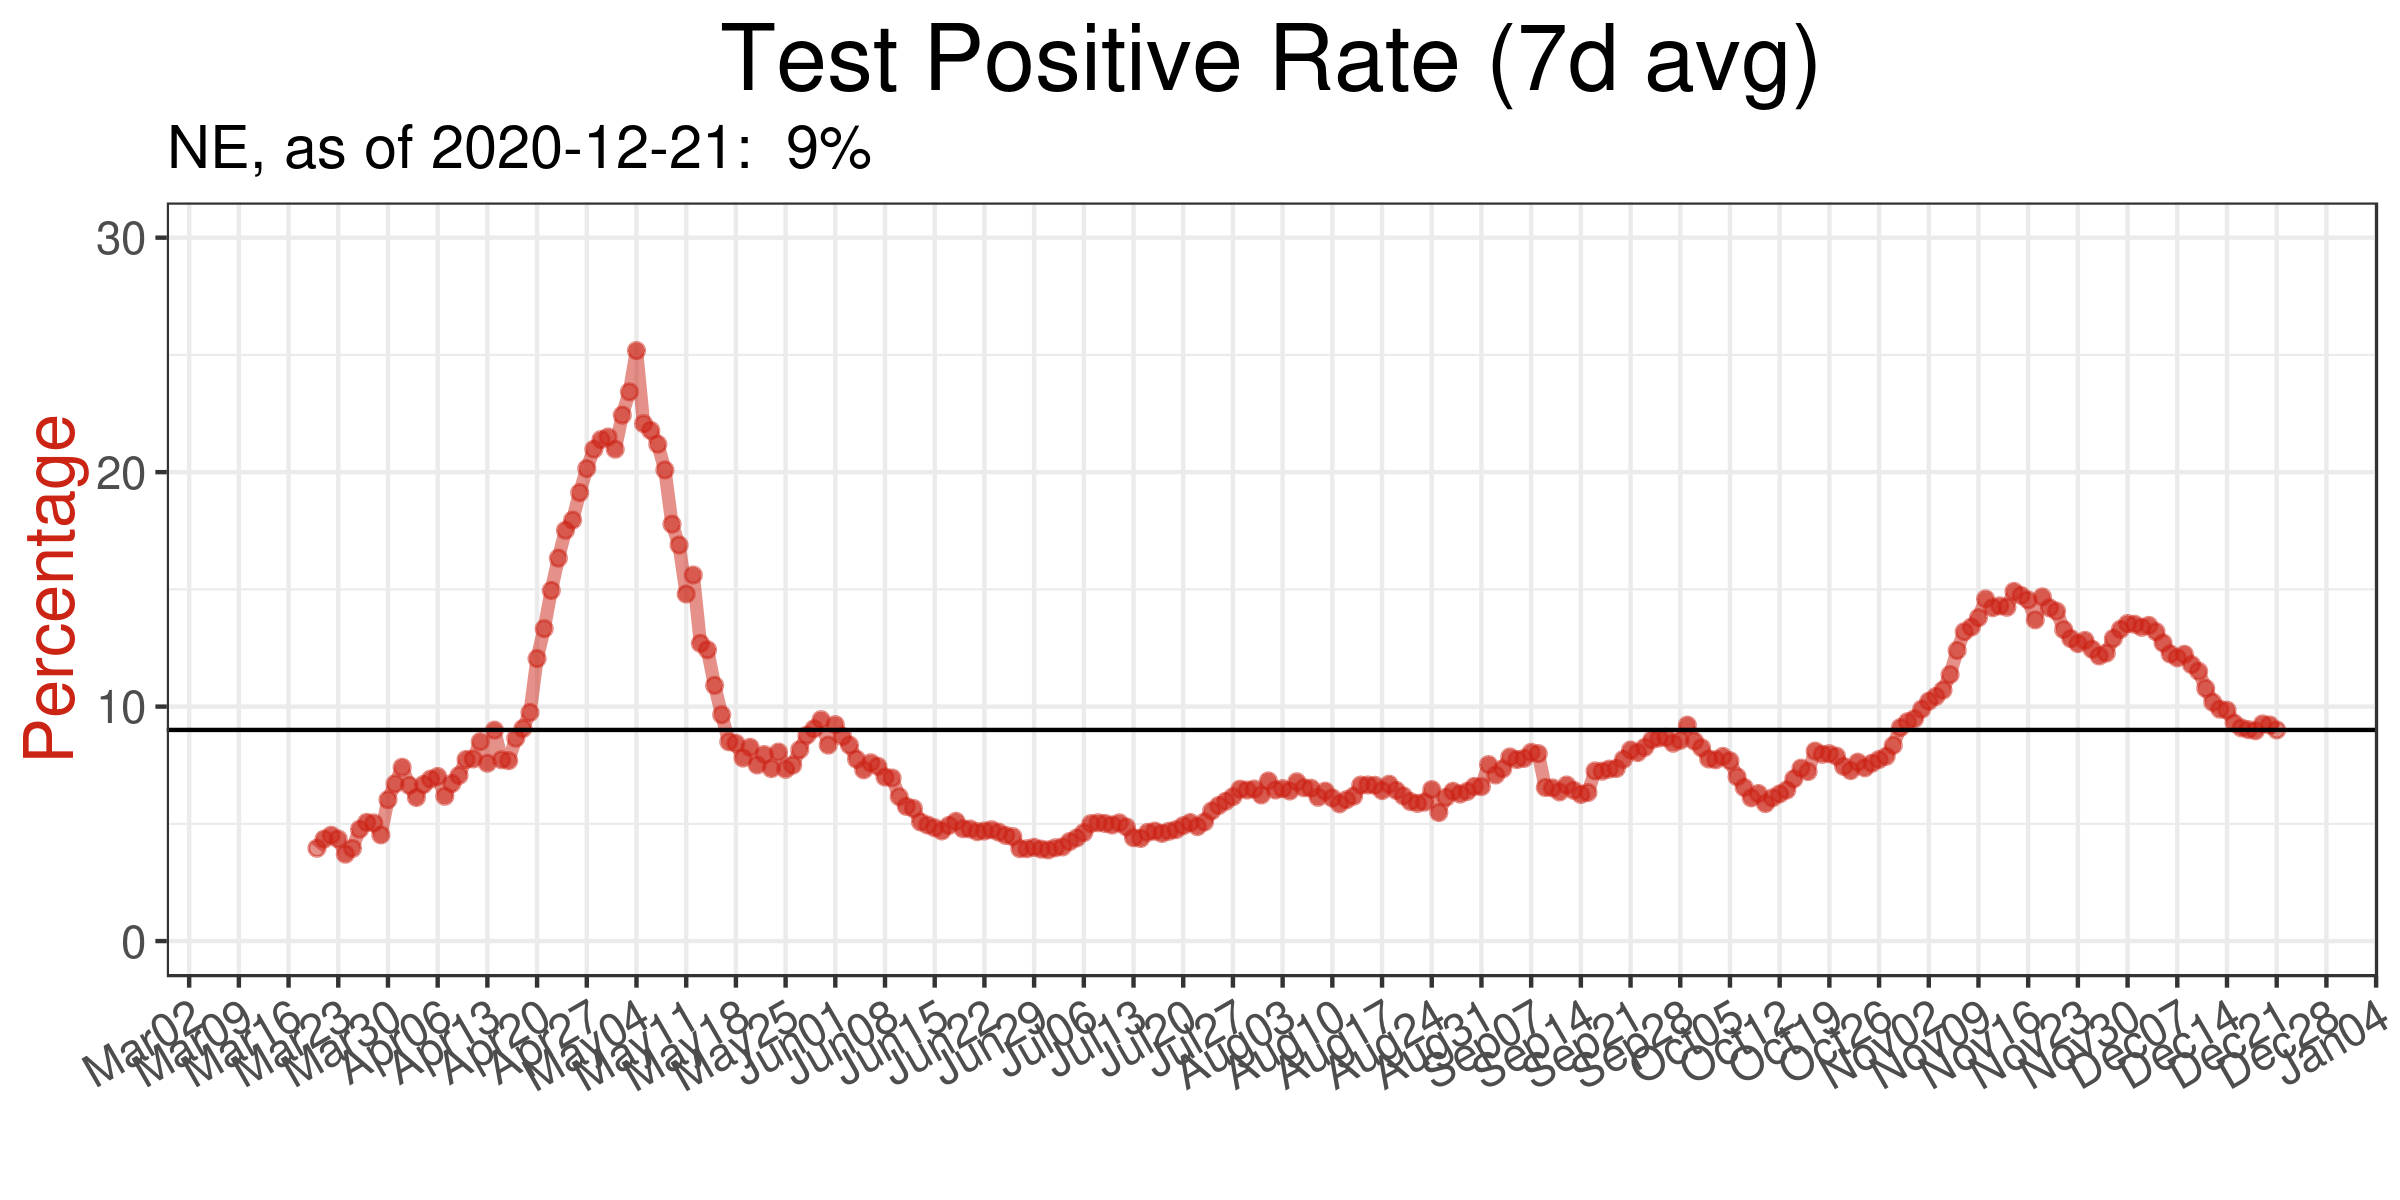 Test Positive Rate (7d avg)
NE, as of 2020-12-21:  9%
Percentage
30
20
10
0
Mar02
Mar09
Mar16
Mar23
Mar30
Apr06
Apr13
Apr20
Apr27
May04
May11
May18
May25
Jun01
Jun08
Jun15
Jun22
Jun29
Jul06
Jul13
Jul20
Jul27
Aug03
Aug10
Aug17
Aug24
Aug31
Sep07
Sep14
Sep21
Sep28
Oct05
Oct12
Oct19
Oct26
Nov02
Nov09
Nov16
Nov23
Nov30
Dec07
Dec14
Dec21
Dec28
Jan04